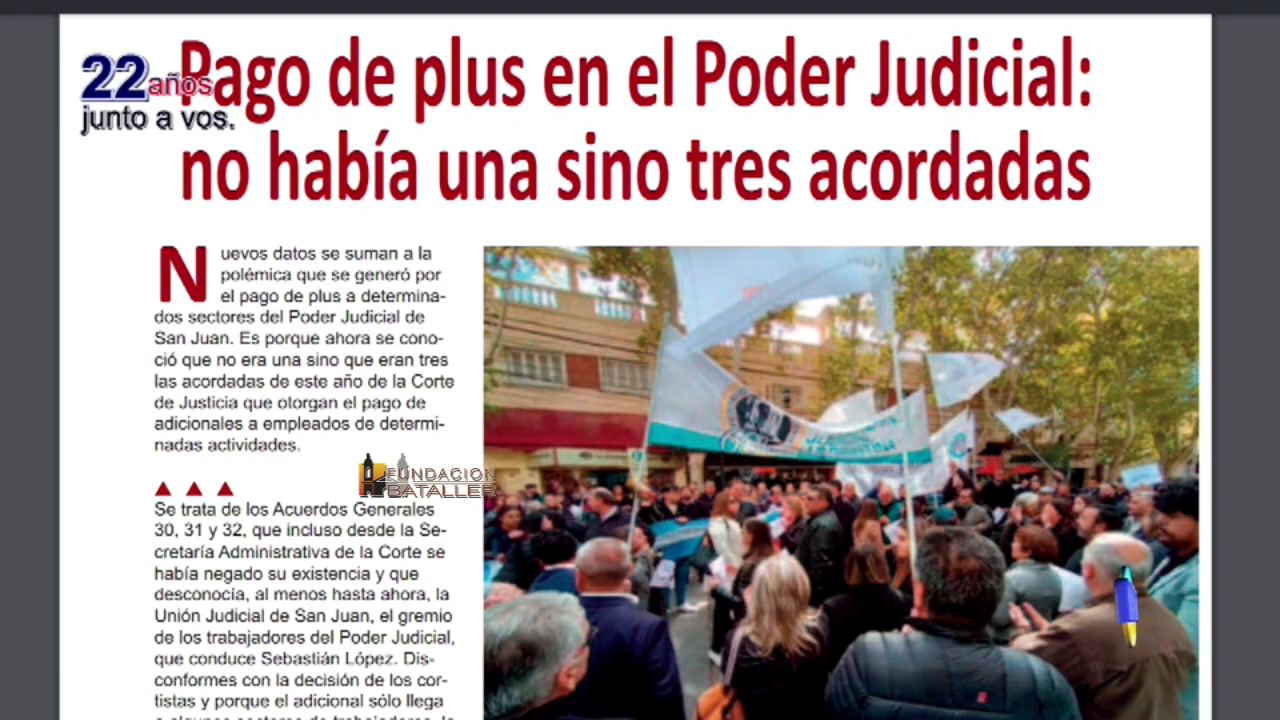 Pago de plus en el Poder Judicial:
no había una sino tres acordadas
22 años
junto a vos.
Nuevos datos se suman a la
polémica que se generó por
el pago de plus a determina-
dos sectores del Poder Judicial de
San Juan. Es porque ahora se cono-
ció que no era una sino que eran tres
las acordadas de este año de la Corte
de Justicia que otorgan el pago de
adicionales a empleados de determi-
nadas actividades.
Se trata de los Acuerdos Generales
30, 31 y 32, que incluso desde la Se-
cretaría Administrativa de la Corte se
había negado su existencia y que
desconocía, al menos hasta ahora, la
Unión Judicial de San Juan, el gremio
de los trabajadores del Poder Judicial,
que conduce Sebastián López. Dis-
conformes con la decisión de los cor-
tistas y porque el adicional sólo llega
FUNDACION
BATALLER